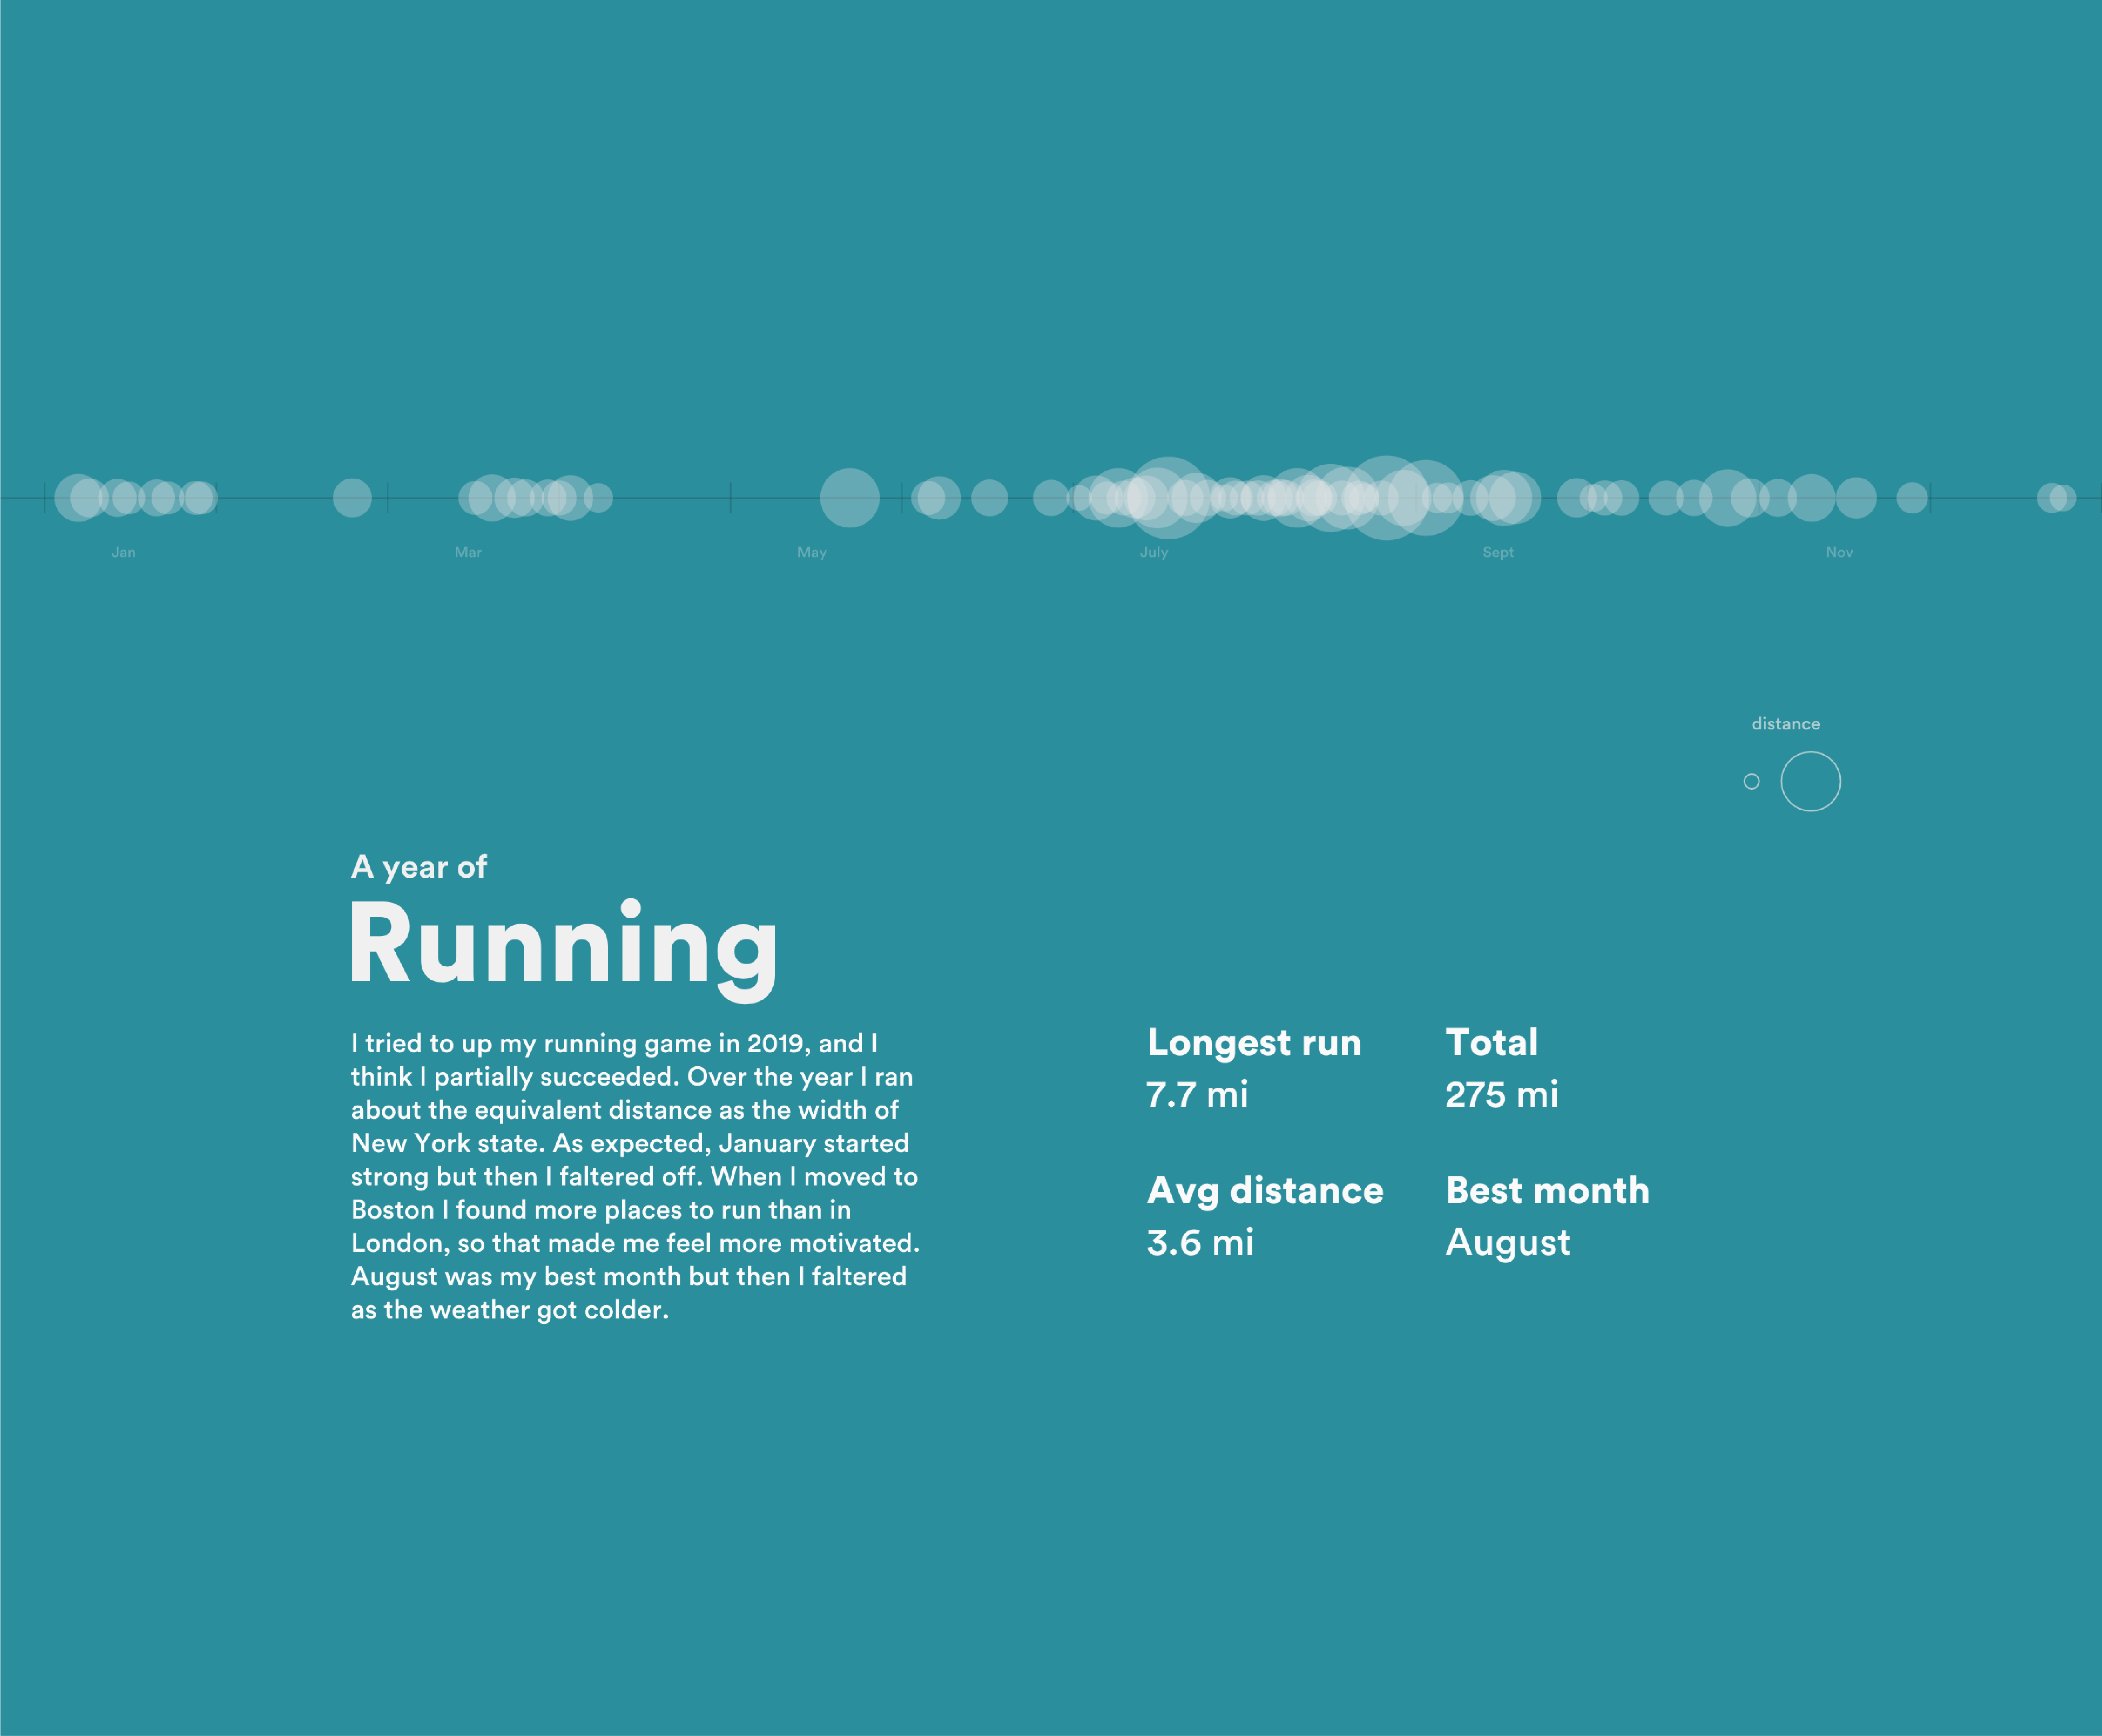 Jan
Mar
May
July
Sept
Nov
distance
A year of
Running
I tried to up my running game in 2019, and I
think I partially succeeded. Over the year I ran
about the equivalent distance as the width of
New York state. As expected, January started
strong but then I faltered off. When I moved to
Boston I found more places to run than in
London, so that made me feel more motivated.
August was my best month but then I faltered
as the weather got colder.
Longest run
7.7 mi
Total
275 mi
Avg distance
3.6 mi
Best month
August